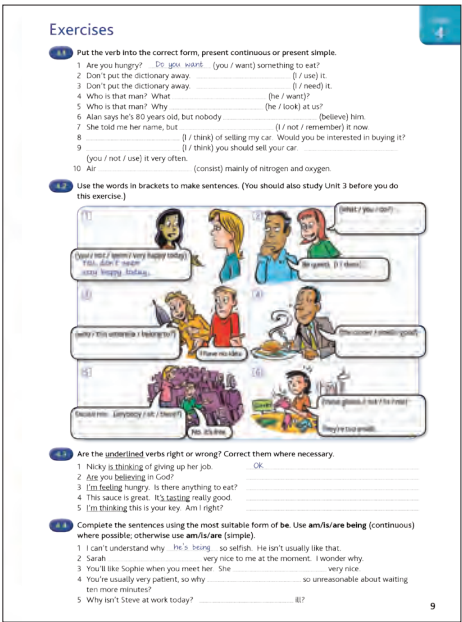 Exercises
4
4.1 Put the verb into the correct form, present continuous or present simple.
1 Are you hungry? Do you want (you / want) something to eat?
2 Don't put the dictionary away. (I / use) it.
3 Don't put the dictionary away. (I / need) it.
4 Who is that man? What (he / want)?
5 Who is that man? Why (he / look) at us?
6 Alan says he's 80 years old, but nobody (believe) him.
7 She told me her name, but (I / not / remember) it now.
8 (I / think) of selling my car. Would you be interested in buying it?
9 (I / think) you should sell your car.
(you / not / use) it very often.
10 Air (consist) mainly of nitrogen and oxygen.
4.2 Use the words in brackets to make sentences. (You should also study Unit 3 before you do
this exercise.)
(1)
(2)
(what / you / do?)
(you / not / seem / very happy today)
You don't seem
very happy today.
Be quiet! (I / think)
(3)
(4)
(who / this umbrella / belong to?)
I have no idea.
(the dinner / smell / good)
(5)
(6)
Excuse me. (anybody / sit / there?)
No, it's free.
(these gloves / not / fit / me)
They're too small.
4.3 Are the underlined verbs right or wrong? Correct them where necessary.
1 Nicky is thinking of giving up her job. OK
2 Are you believing in God?
3 I'm feeling hungry. Is there anything to eat?
4 This sauce is great. It's tasting really good.
5 I'm thinking this is your key. Am I right?
4.4 Complete the sentences using the most suitable form of be. Use am/is/are being (continuous)
where possible; otherwise use am/is/are (simple).
1 I can't understand why he's being so selfish. He isn't usually like that.
2 Sarah very nice to me at the moment. I wonder why.
3 You'll like Sophie when you meet her. She very nice.
4 You're usually very patient, so why so unreasonable about waiting
ten more minutes?
5 Why isn't Steve at work today? ill?
9